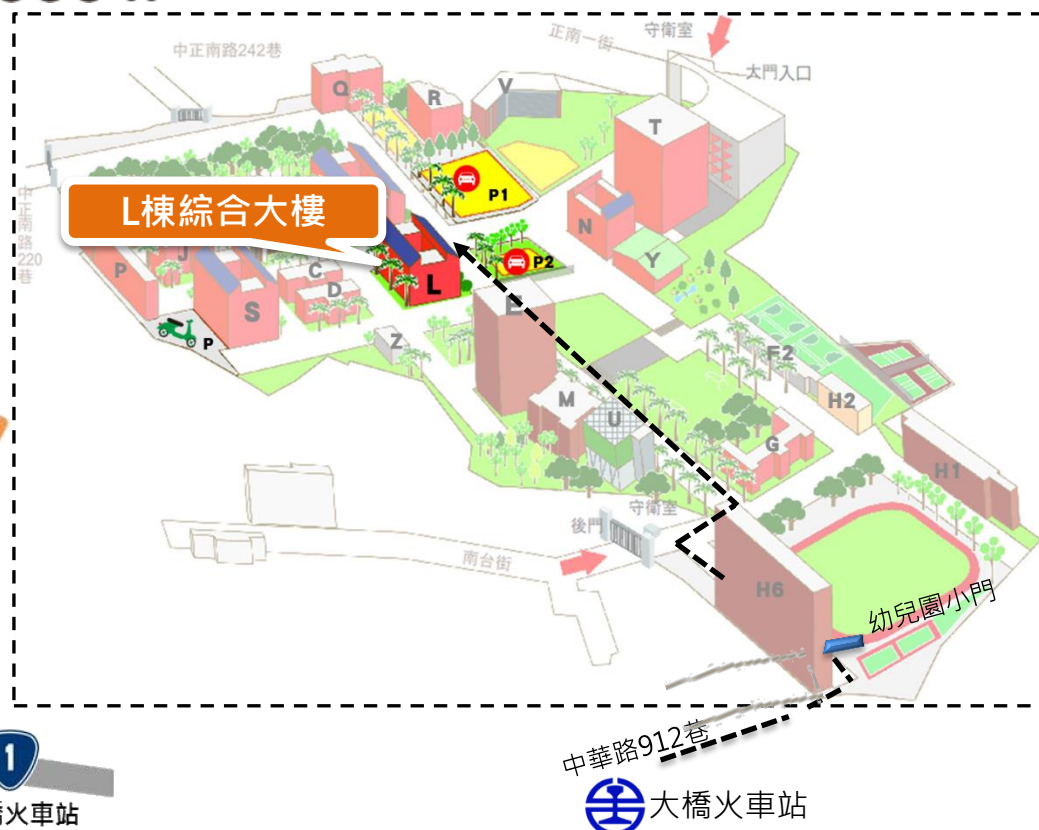 中正南路242巷
正南一街
守衛室
大門入口
Q
R
V
T
P1
L棟綜合大樓
中正南路220巷
N
P2
Y
P
J
C
D
S
L
E
P
Z
F2
H2
M
U
G
H1
守衛室
後門
南台街
H6
幼兒園小門
中華路912巷
1
大橋火車站
火車站